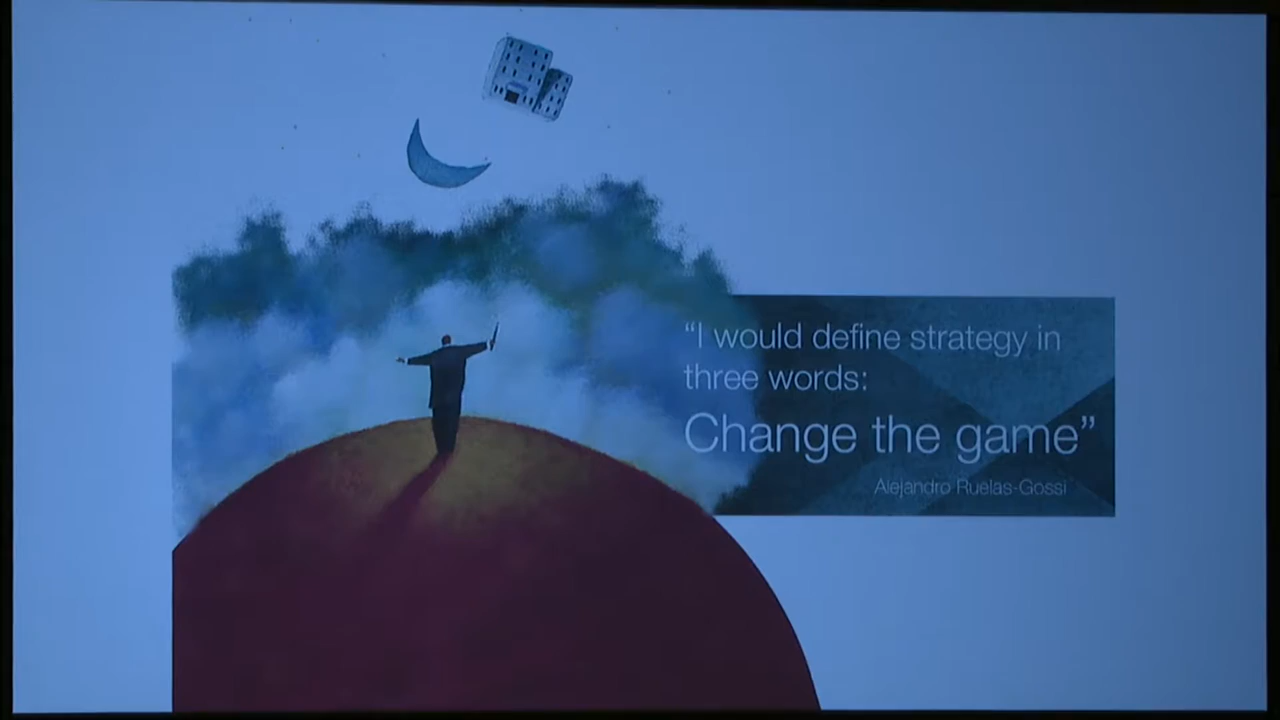 “I would define strategy in
three words:
Change the game”
Alejandro Ruelas-Gossi